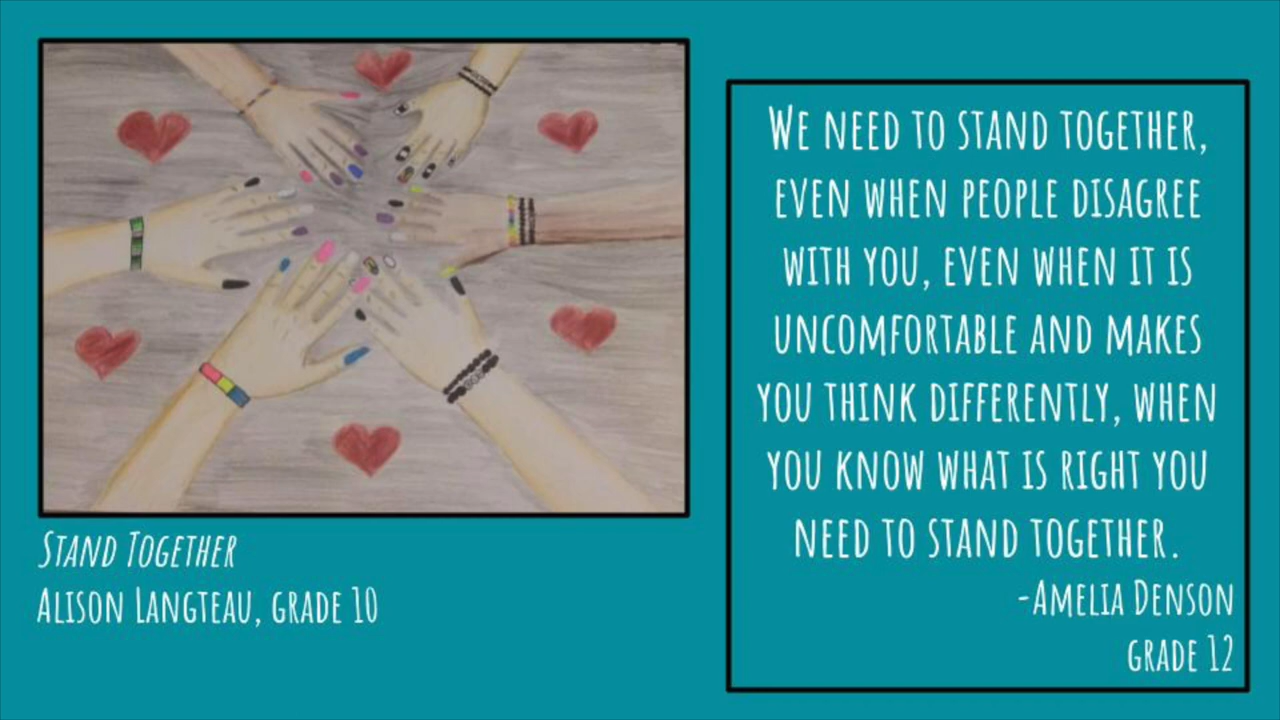 Stand Together
Alison Langteau, grade 10
We need to stand together,
even when people disagree
with you, even when it is
uncomfortable and makes
you think differently, when
you know what is right you
need to stand together.
-Amelia Denson
grade 12